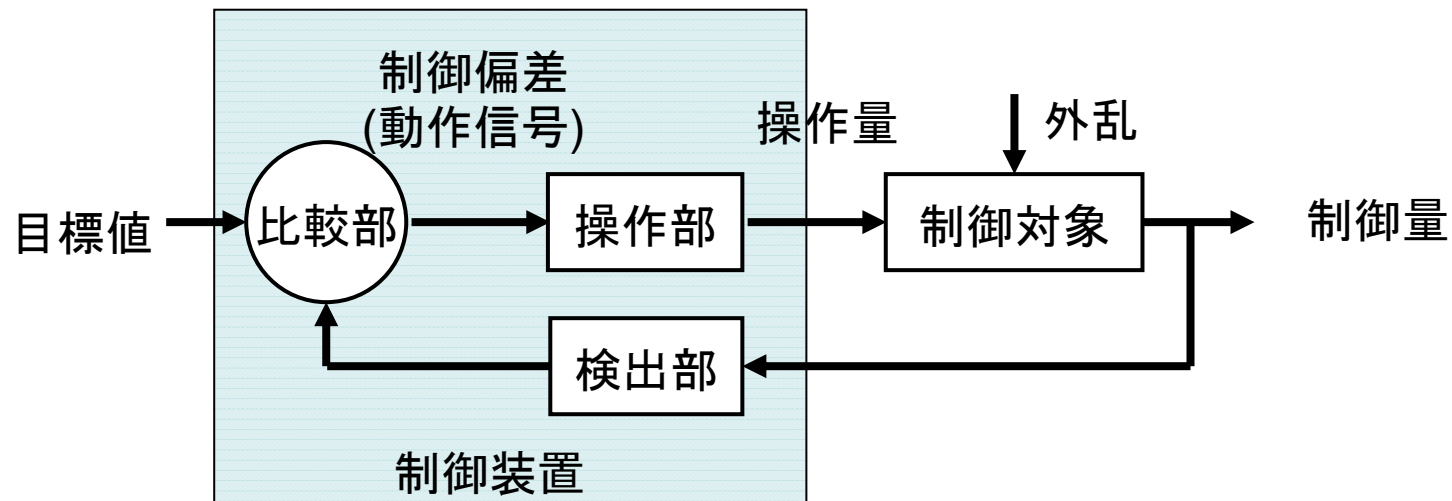 制御偏差
(動作信号)
操作量
外乱
目標値
比較部
操作部
制御対象
制御量
検出部
制御装置